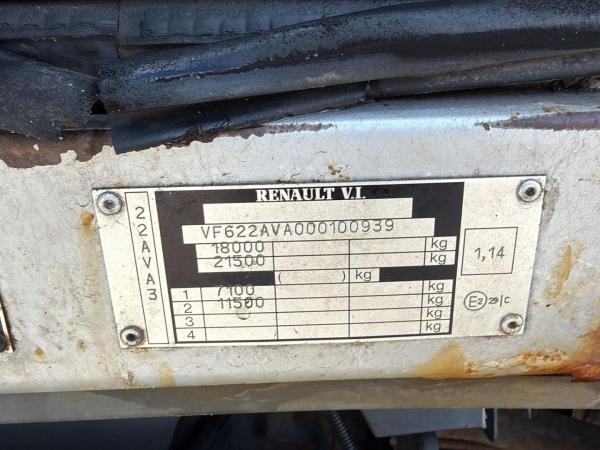 RENAULT V.I.
VF622AVA000100939
18000 kg
21500 kg
( ) kg
1 7100 kg
2 11500 kg
3 kg
4 kg
22AVA3
1,14
E2 29|C